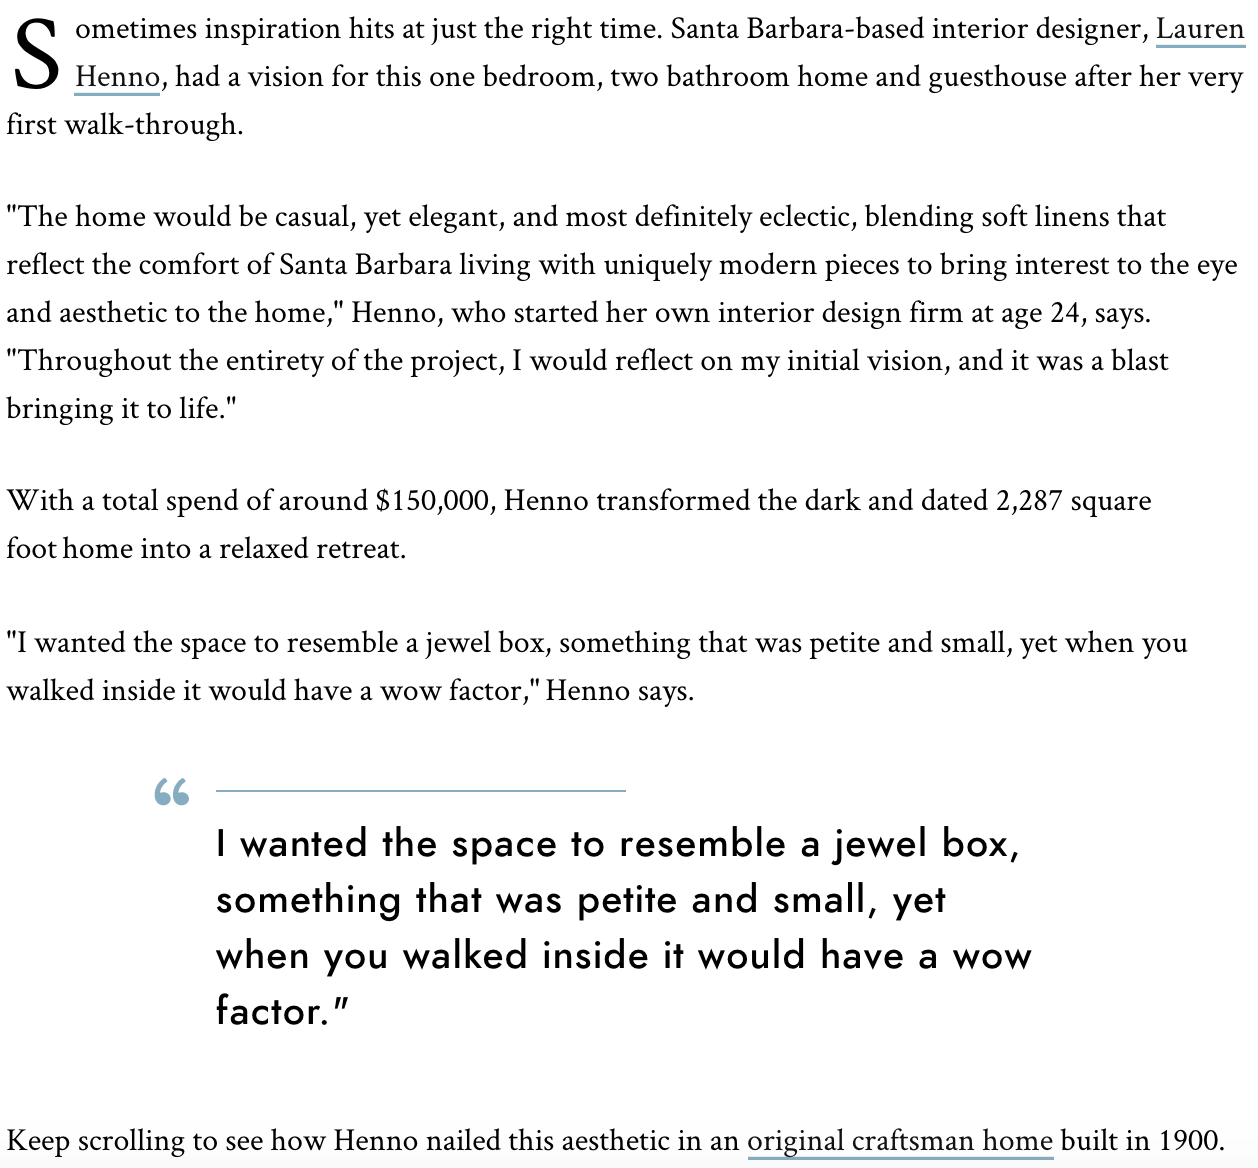 Sometimes inspiration hits at just the right time. Santa Barbara-based interior designer, Lauren
Henno, had a vision for this one bedroom, two bathroom home and guesthouse after her very
first walk-through.
"The home would be casual, yet elegant, and most definitely eclectic, blending soft linens that
reflect the comfort of Santa Barbara living with uniquely modern pieces to bring interest to the eye
and aesthetic to the home," Henno, who started her own interior design firm at age 24, says.
"Throughout the entirety of the project, I would reflect on my initial vision, and it was a blast
bringing it to life."
With a total spend of around $150,000, Henno transformed the dark and dated 2,287 square
foot home into a relaxed retreat.
"I wanted the space to resemble a jewel box, something that was petite and small, yet when you
walked inside it would have a wow factor," Henno says.
“
I wanted the space to resemble a jewel box,
something that was petite and small, yet
when you walked inside it would have a wow
factor."
Keep scrolling to see how Henno nailed this aesthetic in an original craftsman home built in 1900.